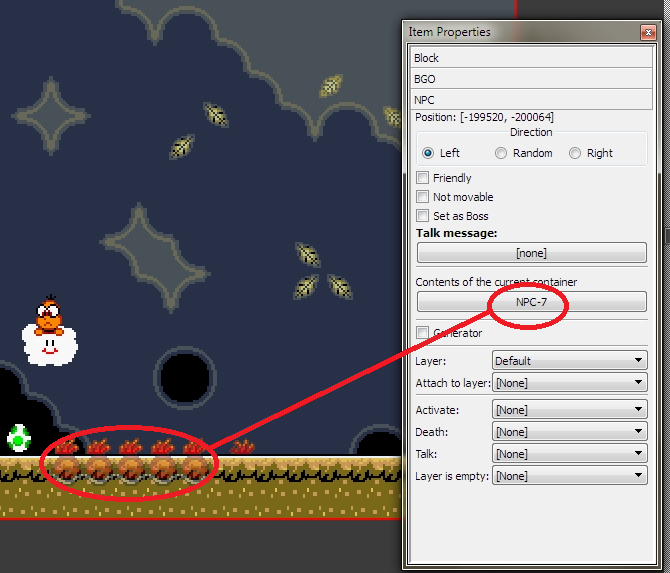 Item Properties
Block
BGO
NPC
Position: [-199520, -200064]
Direction
Left Random Right
Friendly
Not movable
Set as Boss
Talk message:
[none]
Contents of the current container
NPC-7
Generator
Layer: Default
Attach to layer: [None]
Activate: [None]
Death: [None]
Talk: [None]
Layer is empty: [None]